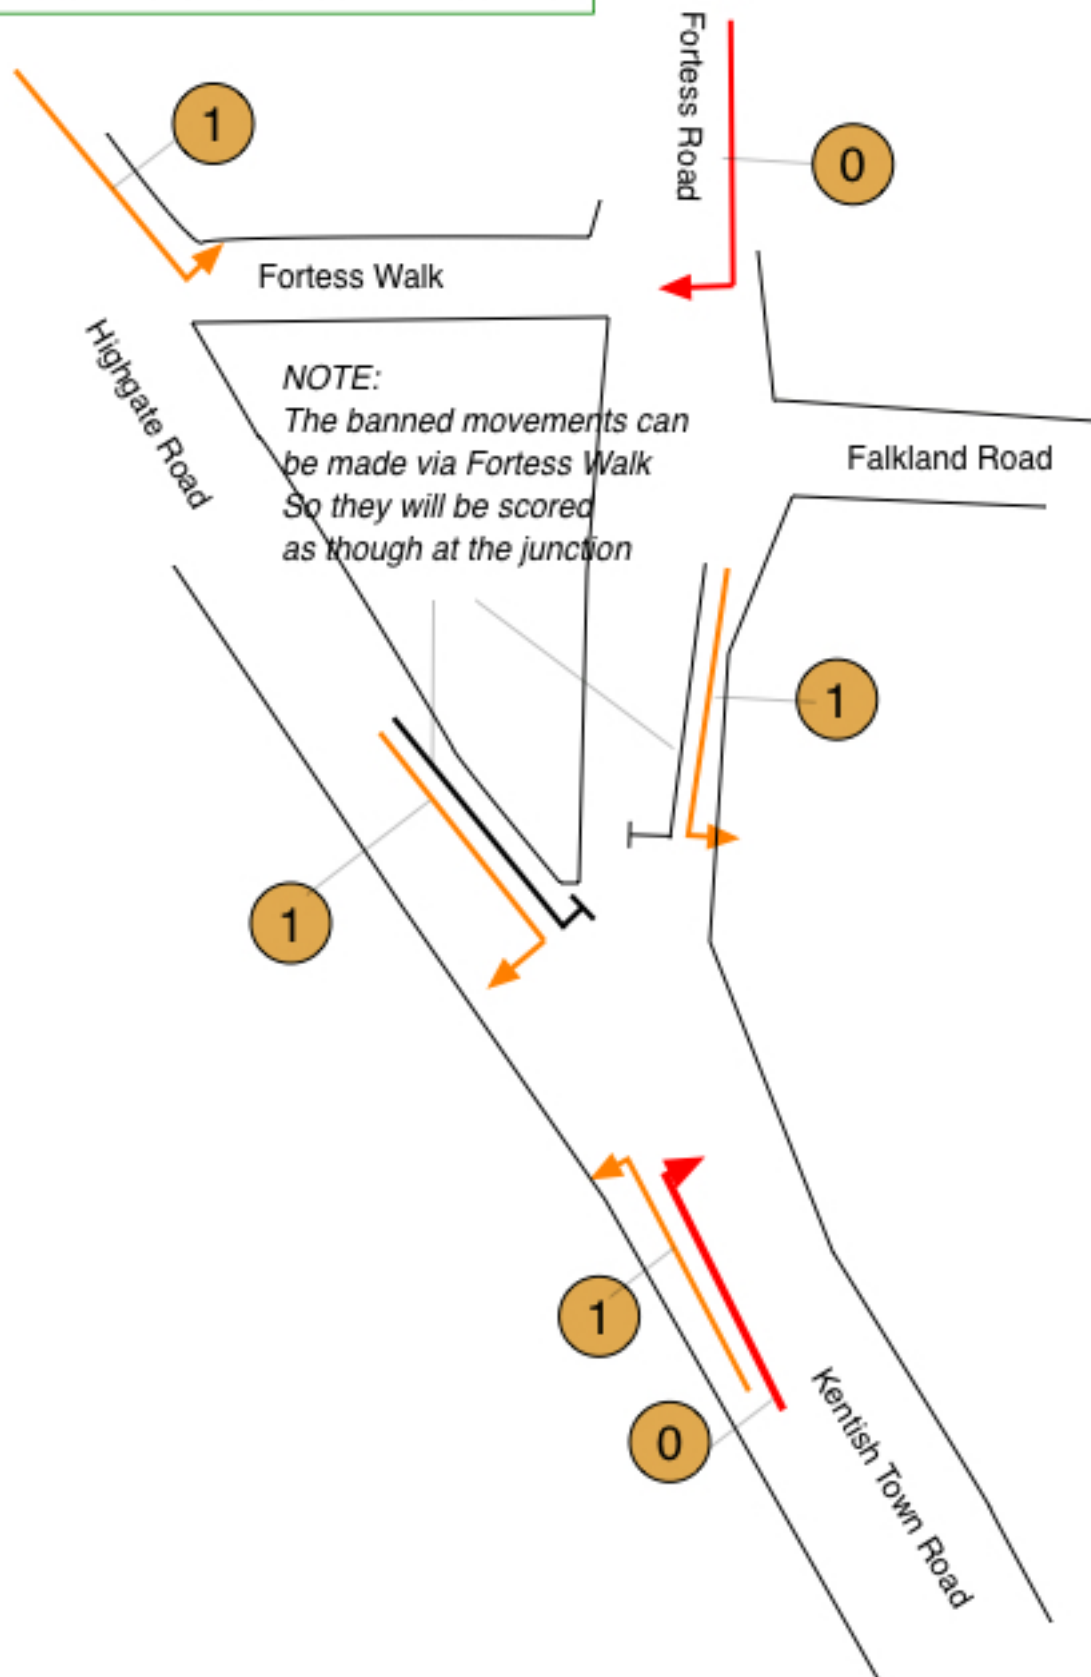 Fortess Road
1
0
Fortess Walk
Highgate Road
NOTE:
The banned movements can
be made via Fortess Walk
So they will be scored
as though at the junction
Falkland Road
1
1
1
0
Kentish Town Road